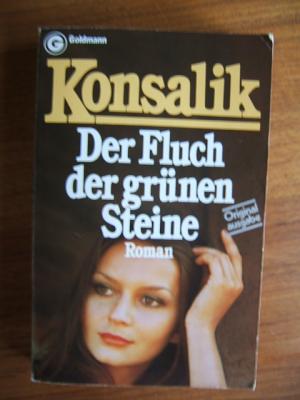 Goldmann
Konsalik
Der Fluch
der grünen
Steine
Original
ausgabe
Roman